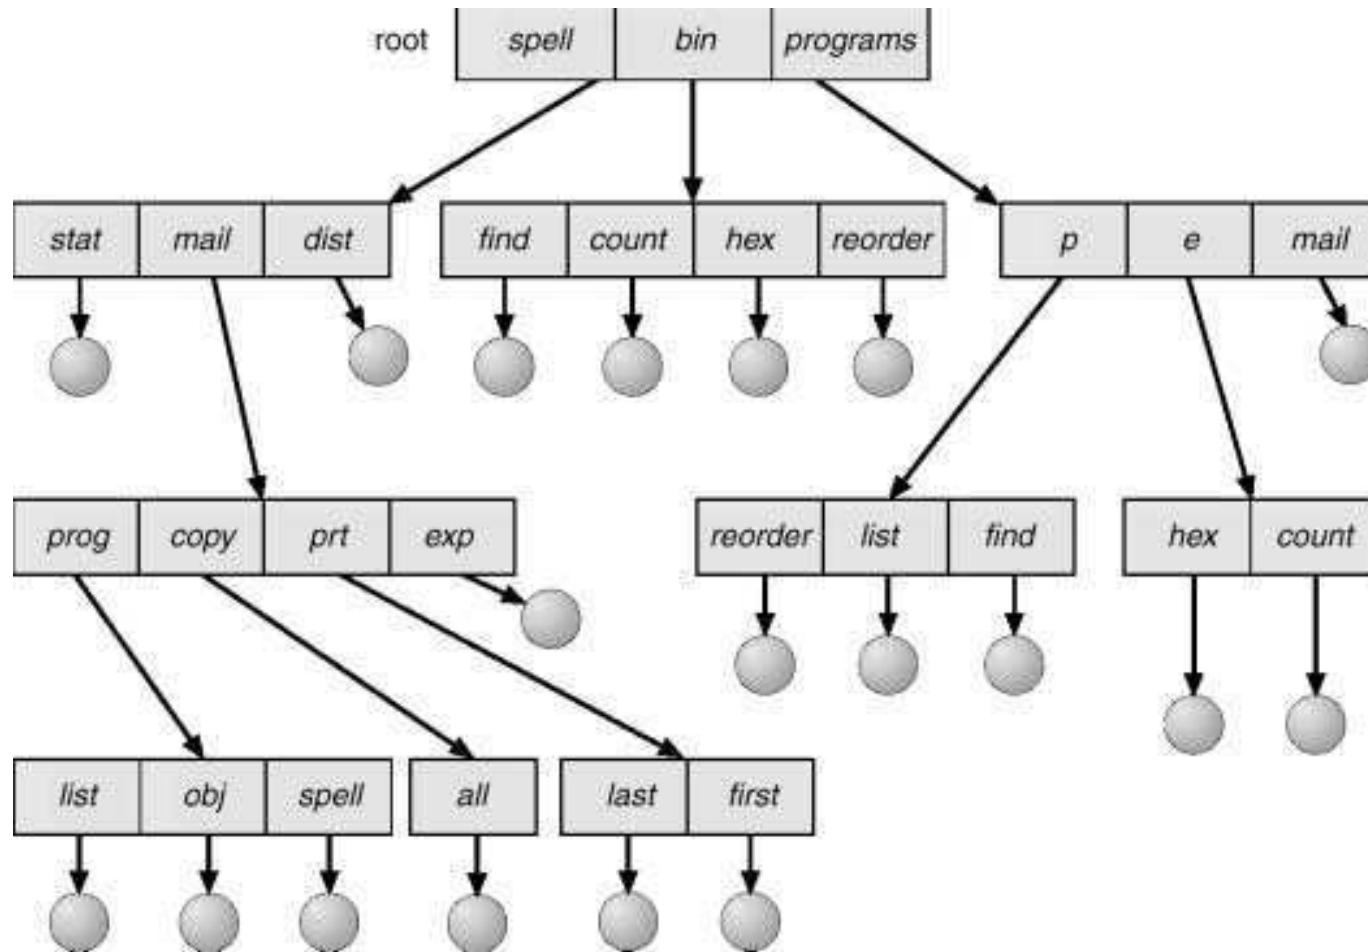 root spell bin programs
stat mail dist find count hex reorder p e mail
prog copy prt exp reorder list find hex count
list obj spell all last first